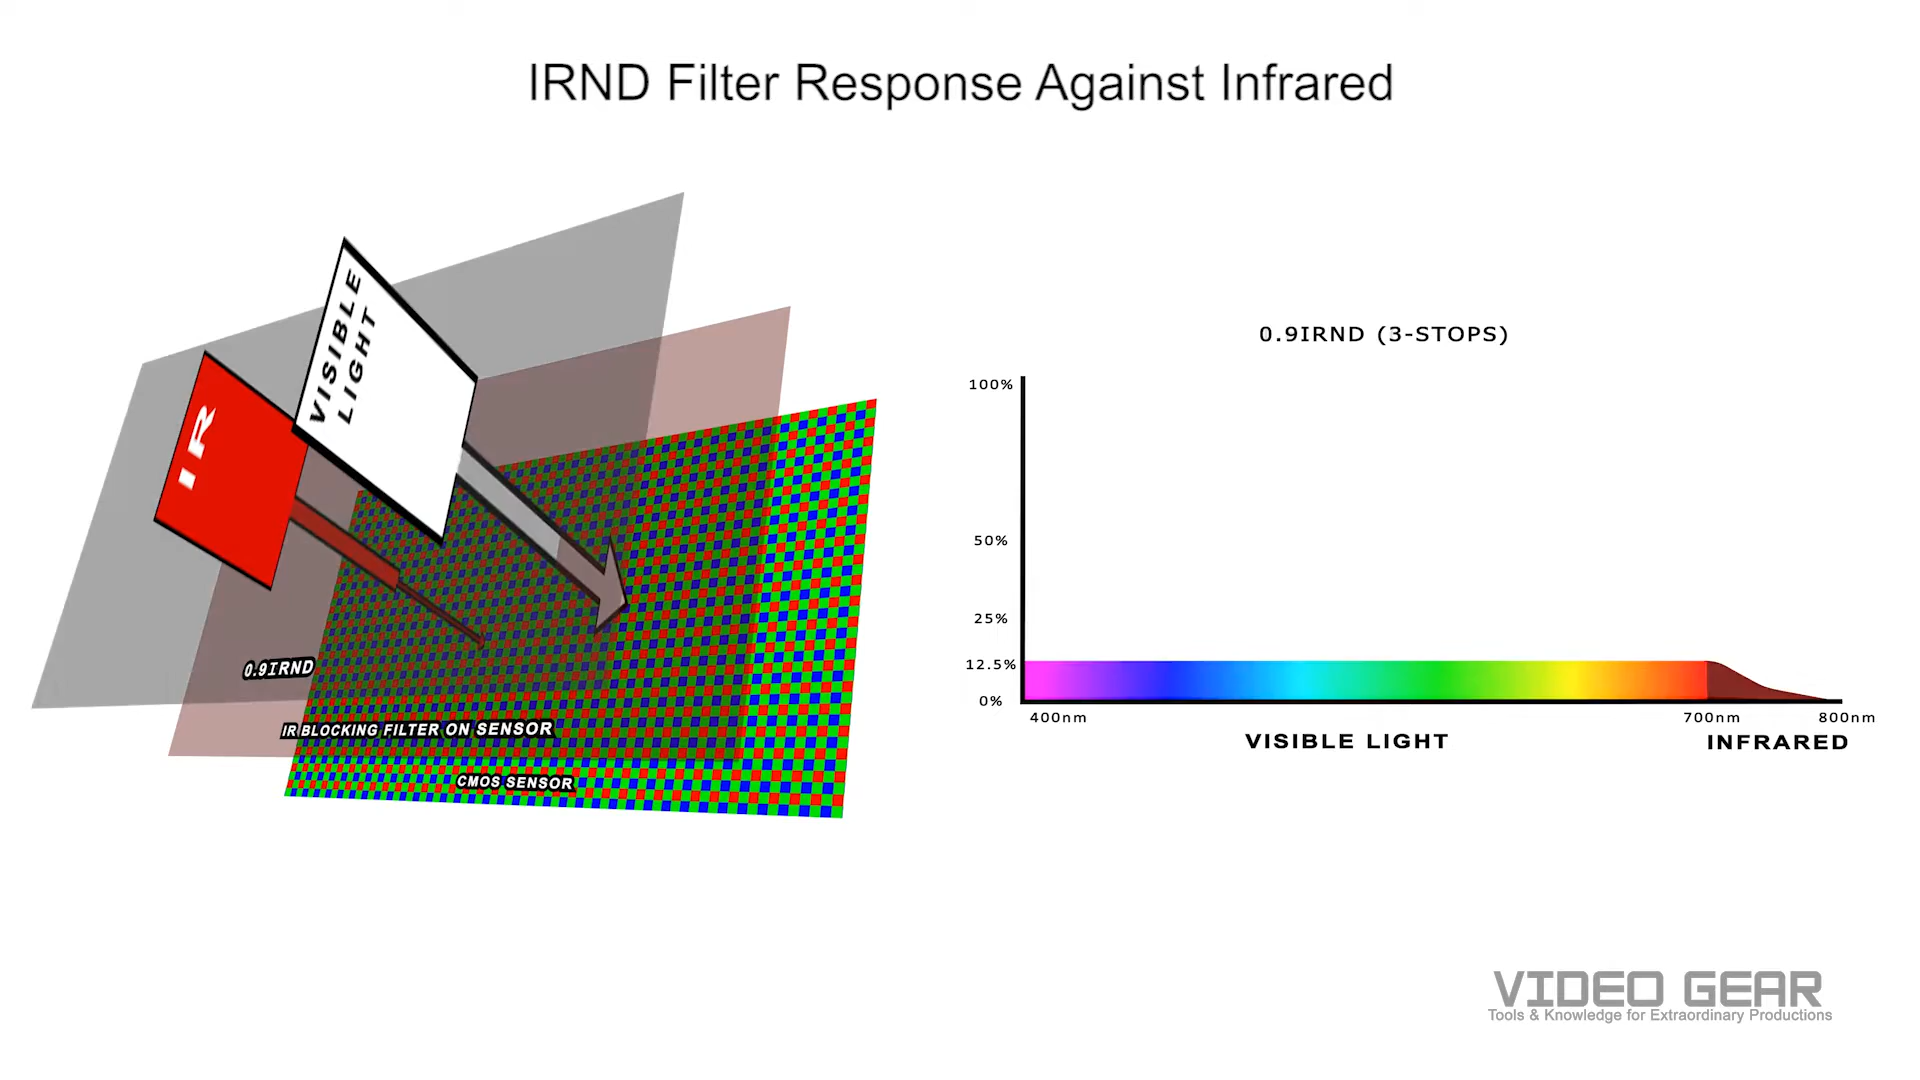 IRND Filter Response Against Infrared
VISIBLE
LIGHT
IR
0.9IRND
IR BLOCKING FILTER ON SENSOR
CMOS SENSOR
0.9IRND (3-STOPS)
100%
50%
25%
12.5%
0%
400nm
700nm
800nm
VISIBLE LIGHT
INFRARED
VIDEO GEAR
Tools & Knowledge for Extraordinary Productions